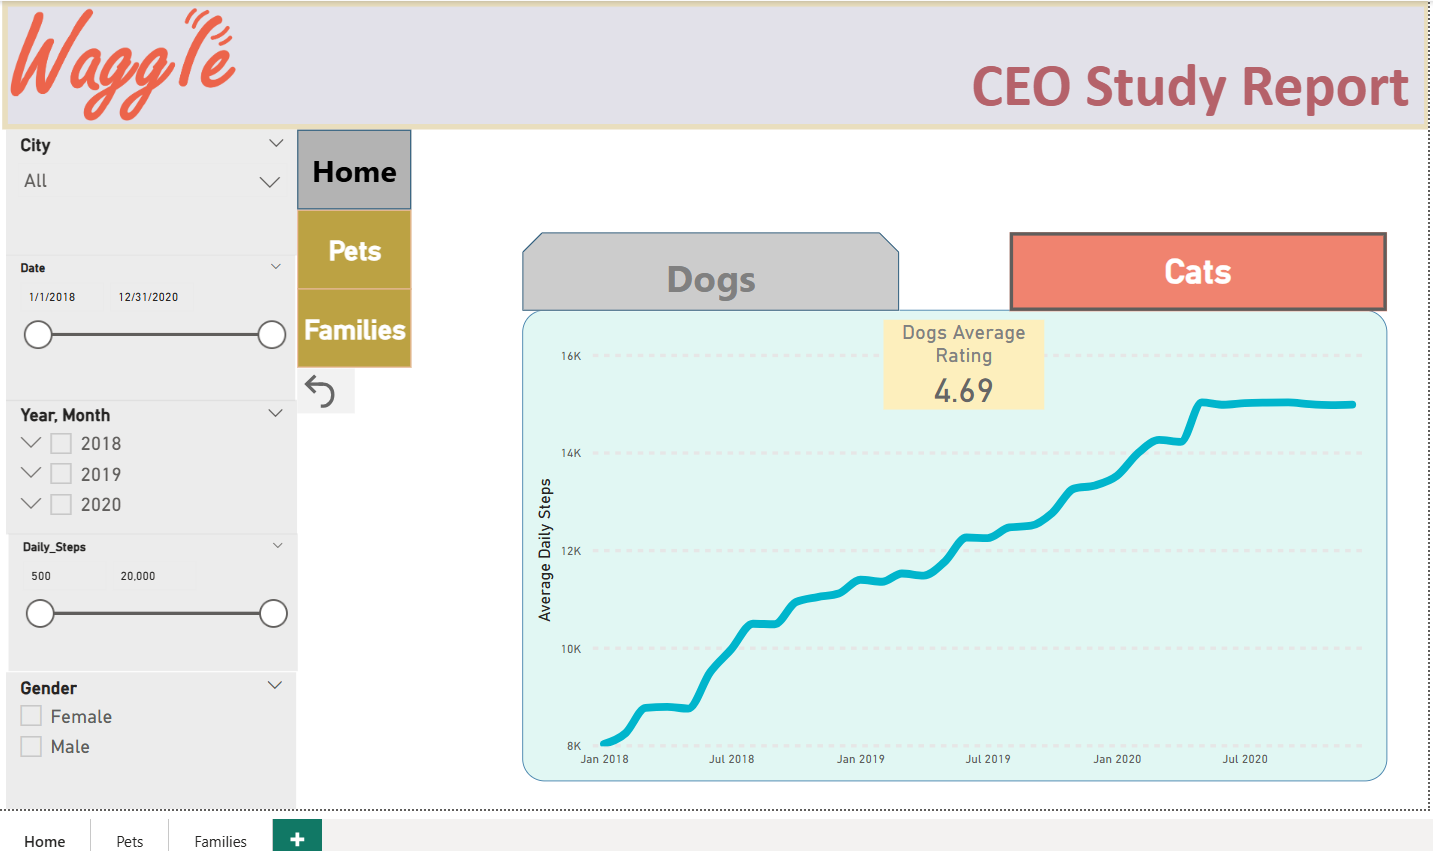 Waggle
CEO Study Report
City
All
Date
1/1/2018 12/31/2020
Year, Month
2018
2019
2020
Daily_Steps
500 20,000
Gender
Female
Male
Home
Pets
Families
Dogs
Cats
Dogs Average
Rating
4.69
Average Daily Steps
16K
14K
12K
10K
8K
Jan 2018 Jul 2018 Jan 2019 Jul 2019 Jan 2020 Jul 2020
Home Pets Families +